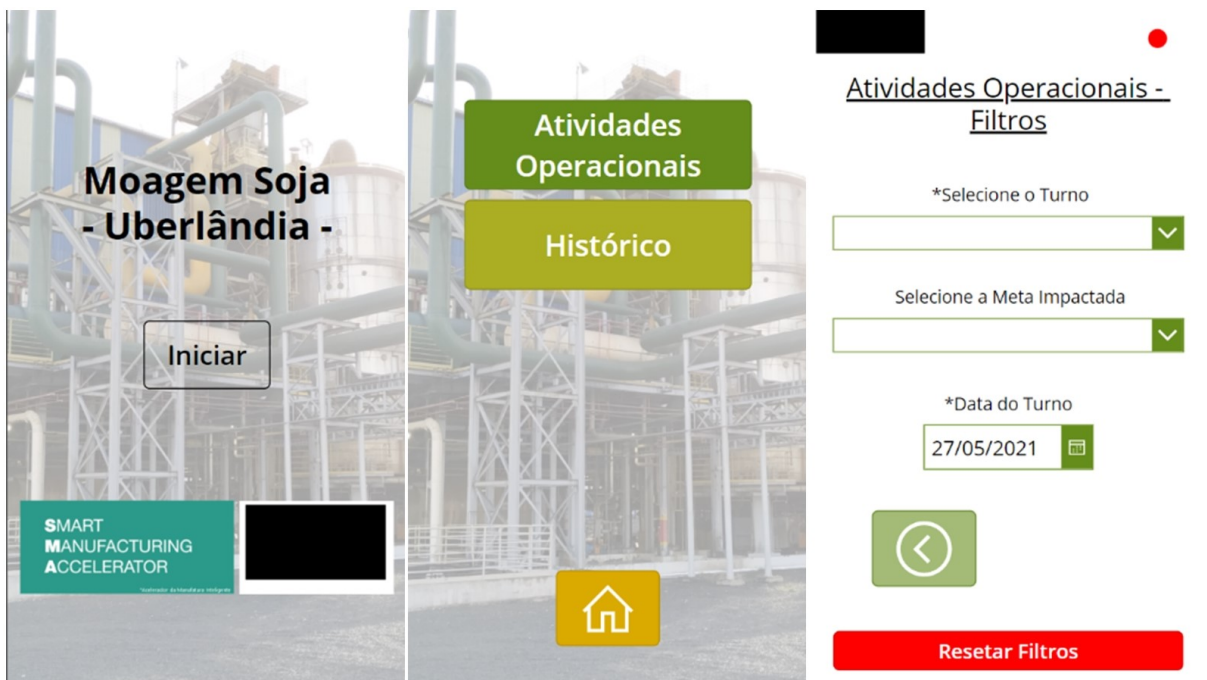 Moagem Soja
- Uberlândia -
Iniciar
SMART
MANUFACTURING
ACCELERATOR
Atividades
Operacionais
Histórico
Atividades Operacionais -
Filtros
*Selecione o Turno
Selecione a Meta Impactada
*Data do Turno
27/05/2021
Resetar Filtros